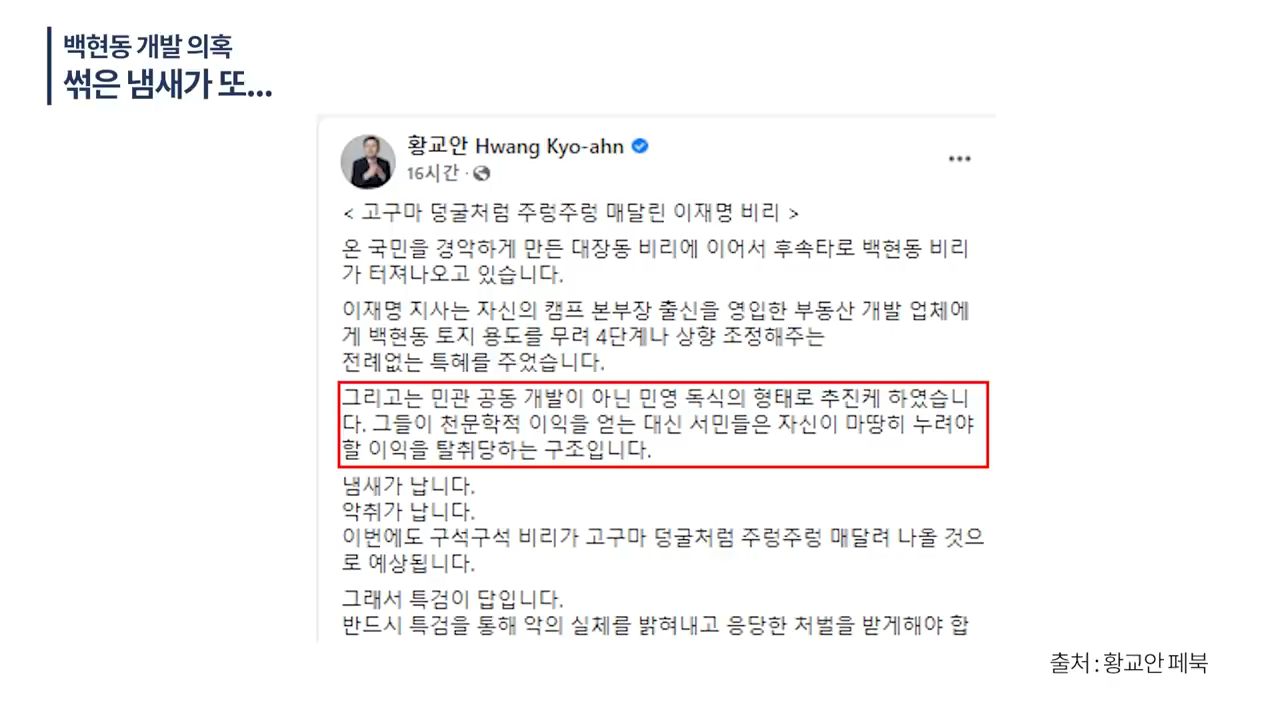 백현동 개발 의혹
썩은 냄새가 또...
황교안 Hwang Kyo-ahn
16시간 ·
< 고구마 덩굴처럼 주렁주렁 매달린 이재명 비리 >
온 국민을 경악하게 만든 대장동 비리에 이어서 후속타로 백현동 비리
가 터져나오고 있습니다.
이재명 지사는 자신의 캠프 본부장 출신을 영입한 부동산 개발 업체에
게 백현동 토지 용도를 무려 4단계나 상향 조정해주는
전례없는 특혜를 주었습니다.
그리고는 민관 공동 개발이 아닌 민영 독식의 형태로 추진케 하였습니
다. 그들이 천문학적 이익을 얻는 대신 서민들은 자신이 마땅히 누려야
할 이익을 탈취당하는 구조입니다.
냄새가 납니다.
악취가 납니다.
이번에도 구석구석 비리가 고구마 덩굴처럼 주렁주렁 매달려 나올 것으
로 예상됩니다.
그래서 특검이 답입니다.
반드시 특검을 통해 악의 실체를 밝혀내고 응당한 처벌을 받게해야 합
출처 : 황교안 페북